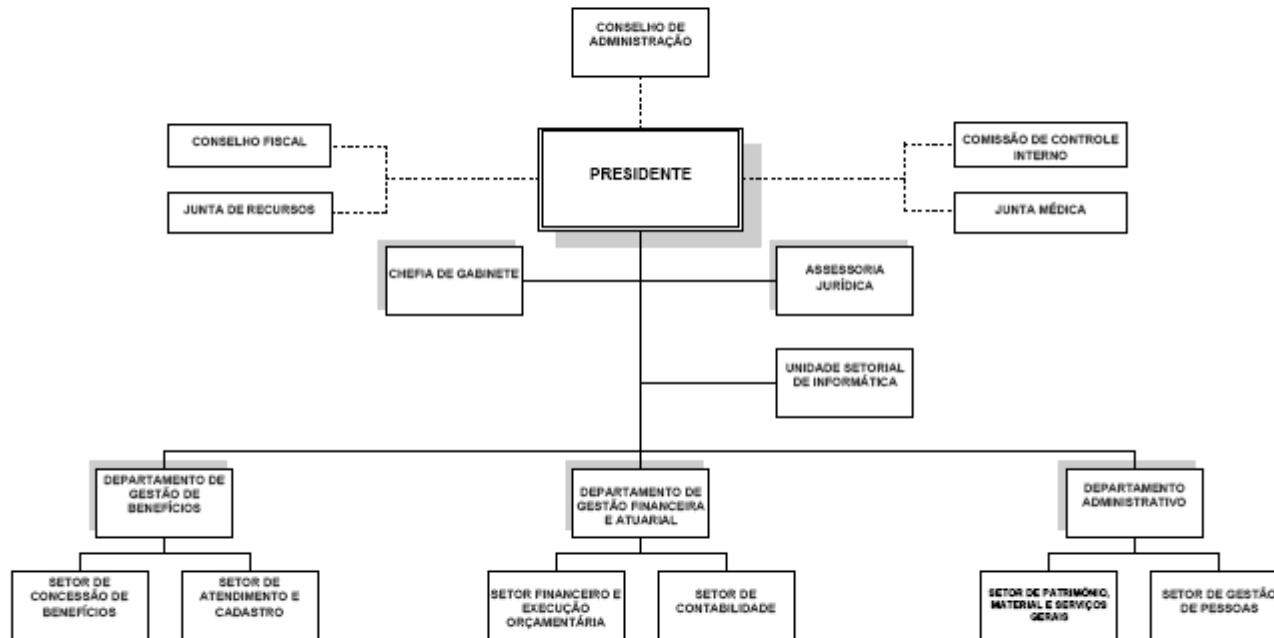 CONSELHO DE
ADMINISTRAÇÃO
CONSELHO FISCAL
PRESIDENTE
COMISSÃO DE CONTROLE
INTERNO
JUNTA DE RECURSOS
JUNTA MÉDICA
CHEFIA DE GABINETE
ASSESSORIA
JURÍDICA
UNIDADE SETORIAL
DE INFORMÁTICA
DEPARTAMENTO DE
GESTÃO DE
BENEFÍCIOS
DEPARTAMENTO DE
GESTÃO FINANCEIRA
E ATUARIAL
DEPARTAMENTO
ADMINISTRATIVO
SETOR DE
CONCESSÃO DE
BENEFÍCIOS
SETOR DE
ATENDIMENTO E
CADASTRO
SETOR FINANCEIRO E
EXECUÇÃO
ORÇAMENTÁRIA
SETOR DE
CONTABILIDADE
SETOR DE PATRIMÔNIO,
MATERIAL E SERVIÇOS
GERAIS
SETOR DE GESTÃO
DE PESSOAS